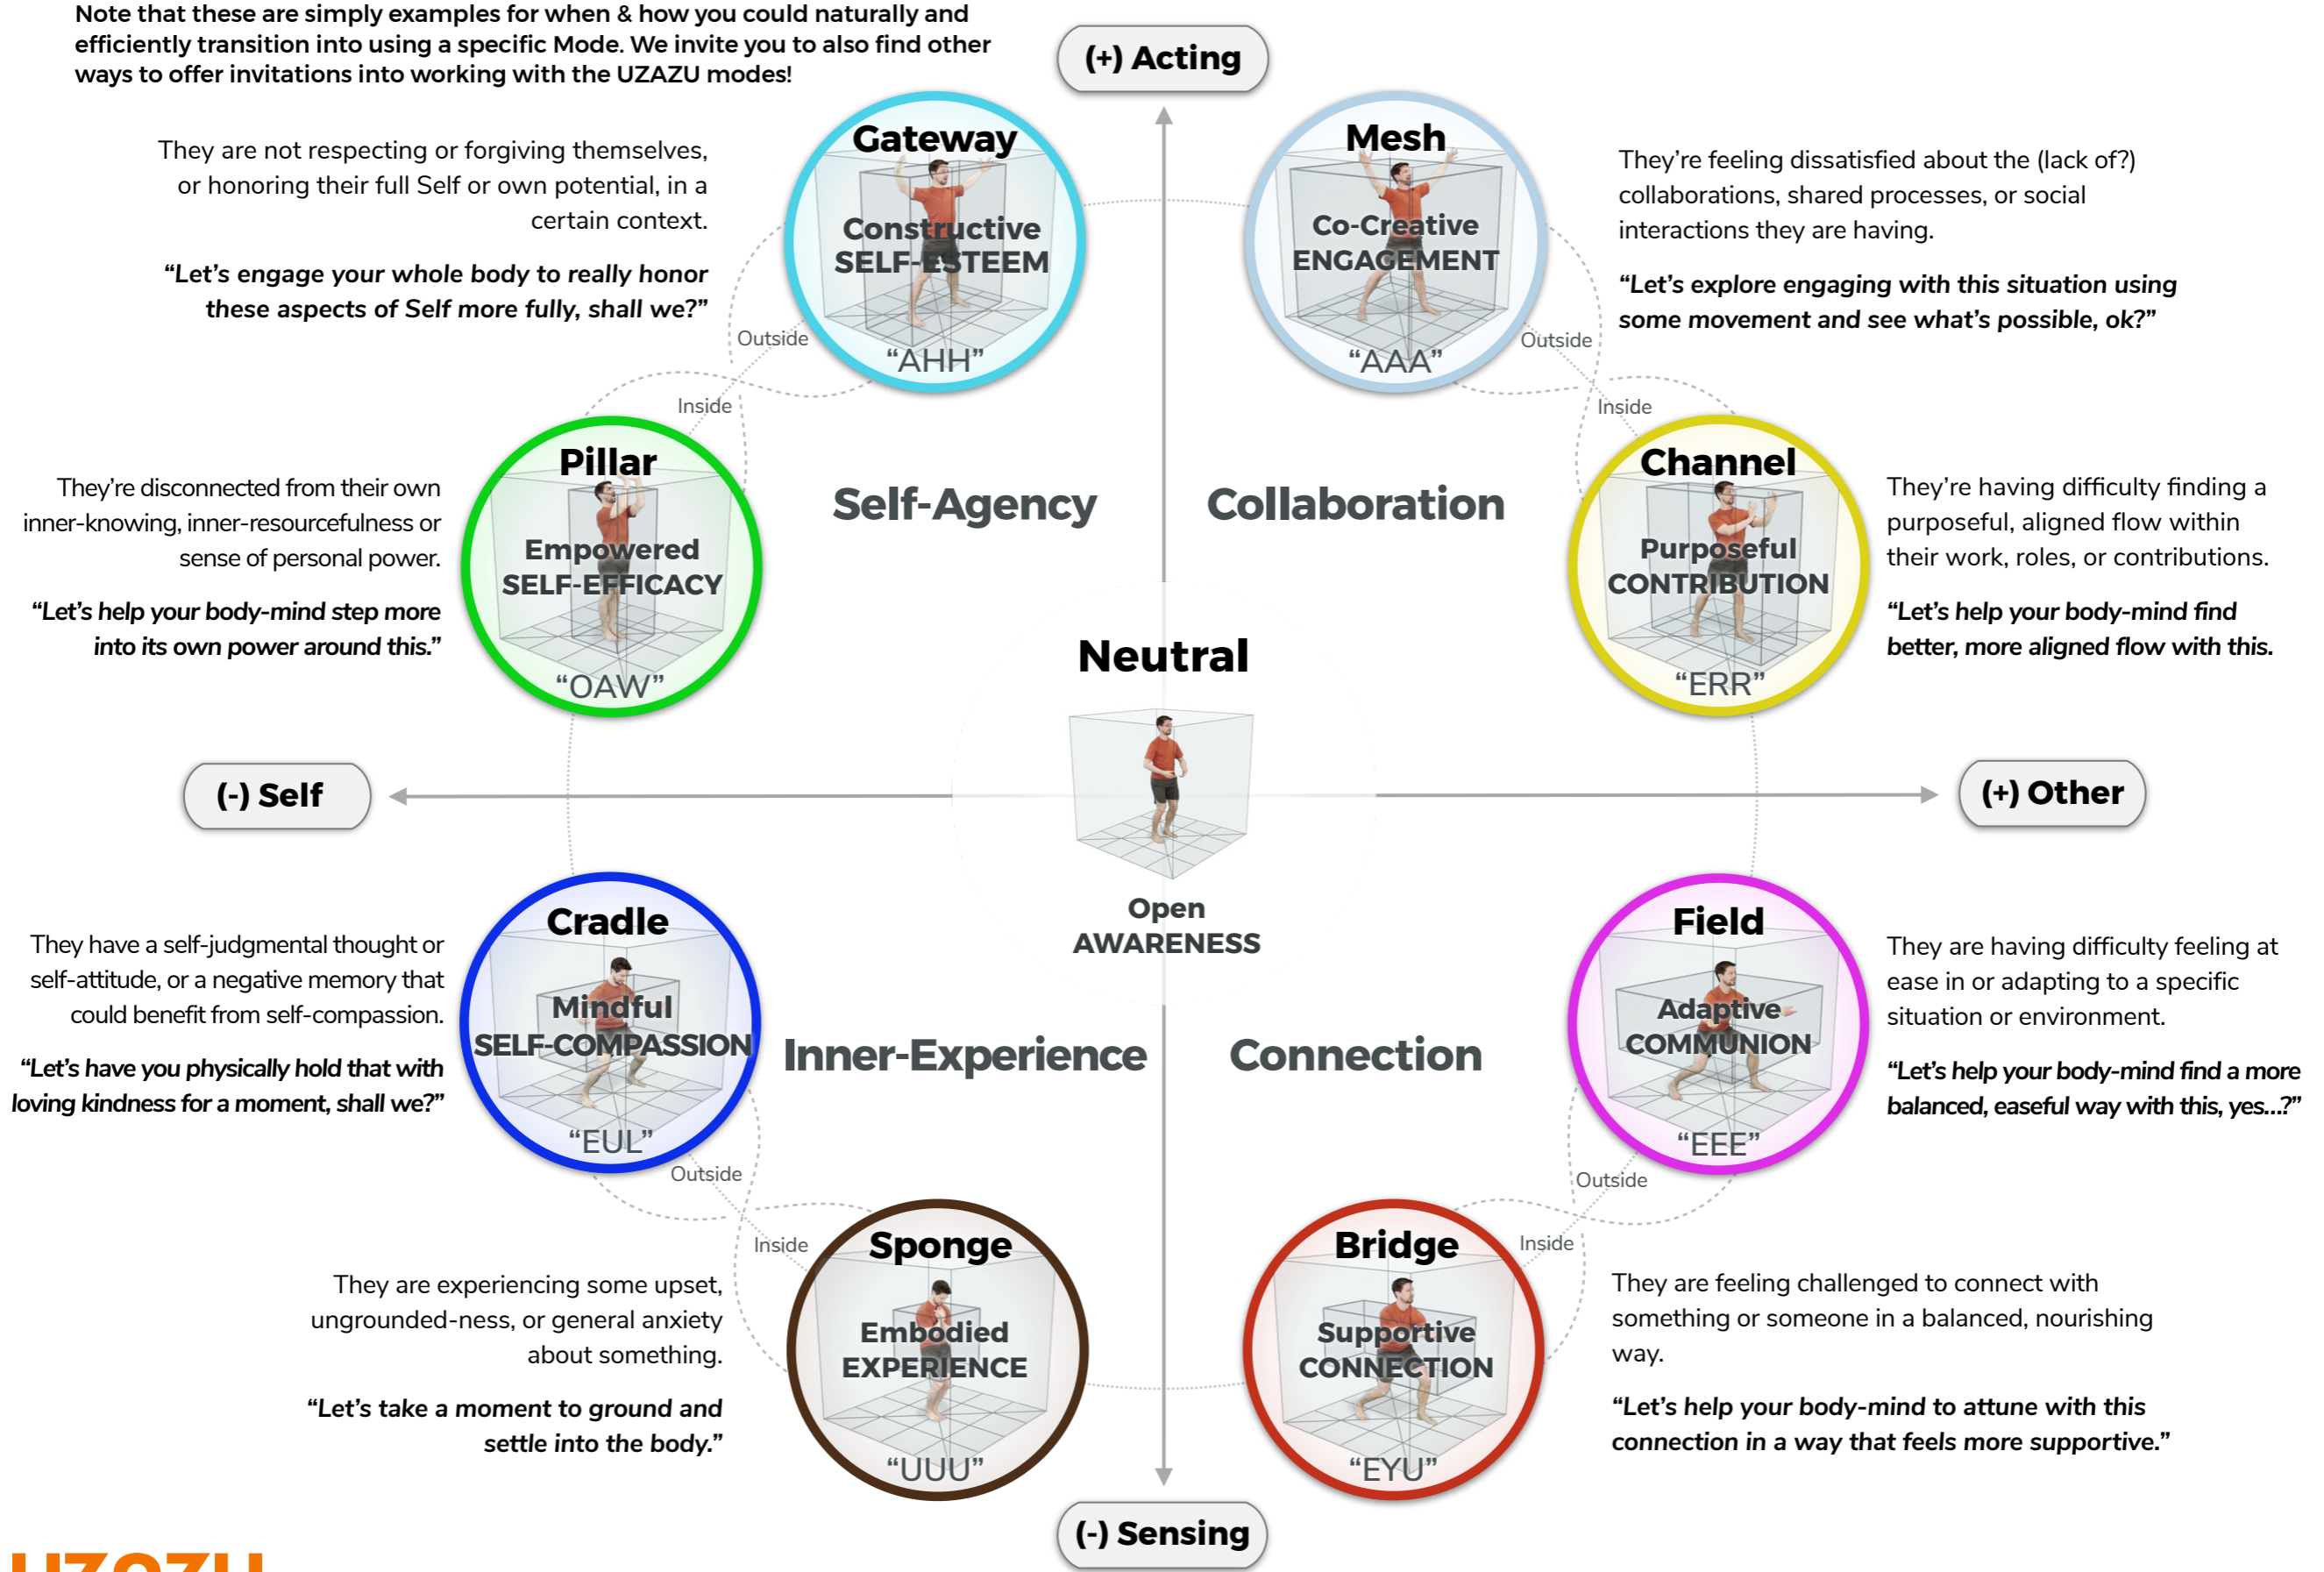 Note that these are simply examples for when & how you could naturally and
efficiently transition into using a specific Mode. We invite you to also find other
ways to offer invitations into working with the UZAZU modes!
(+) Acting
Gateway
Constructive
SELF-ESTEEM
“AHH”
They are not respecting or forgiving themselves,
or honoring their full Self or own potential, in a
certain context.
“Let’s engage your whole body to really honor
these aspects of Self more fully, shall we?”
Mesh
Co-Creative
ENGAGEMENT
“AAA”
They’re feeling dissatisfied about the (lack of?)
collaborations, shared processes, or social
interactions they are having.
“Let’s explore engaging with this situation using
some movement and see what’s possible, ok?”
Outside
Inside
Outside
Inside
Pillar
Empowered
SELF-EFFICACY
“OAW”
They’re disconnected from their own
inner-knowing, inner-resourcefulness or
sense of personal power.
“Let’s help your body-mind step more
into its own power around this.”
Self-Agency
Collaboration
Channel
Purposeful
CONTRIBUTION
“ERR”
They’re having difficulty finding a
purposeful, aligned flow within
their work, roles, or contributions.
“Let’s help your body-mind find
better, more aligned flow with this.
Neutral
Open
AWARENESS
(-) Self
(+) Other
Cradle
Mindful
SELF-COMPASSION
“EUL”
They have a self-judgmental thought or
self-attitude, or a negative memory that
could benefit from self-compassion.
“Let’s have you physically hold that with
loving kindness for a moment, shall we?”
Inner-Experience
Connection
Field
Adaptive
COMMUNION
“EEE”
They are having difficulty feeling at
ease in or adapting to a specific
situation or environment.
“Let’s help your body-mind find a more
balanced, easeful way with this, yes...?”
Outside
Inside
Outside
Inside
Sponge
Embodied
EXPERIENCE
“UUU”
They are experiencing some upset,
ungrounded-ness, or general anxiety
about something.
“Let’s take a moment to ground and
settle into the body.”
Bridge
Supportive
CONNECTION
“EYU”
They are feeling challenged to connect with
something or someone in a balanced, nourishing
way.
“Let’s help your body-mind to attune with this
connection in a way that feels more supportive.”
(-) Sensing
UZAZU